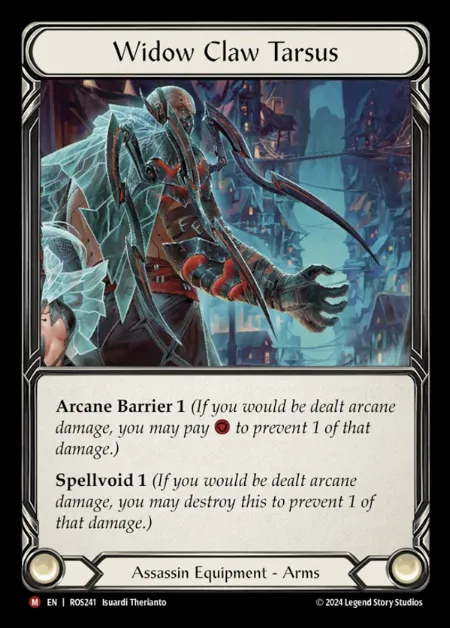 Widow Claw Tarsus
Arcane Barrier 1 (If you would be dealt arcane
damage, you may pay to prevent 1 of that
damage.)
Spellvoid 1 (If you would be dealt arcane
damage, you may destroy this to prevent 1 of
that damage.)
Assassin Equipment - Arms
M EN | ROS241 Isuardi Therianto
© 2024 Legend Story Studios